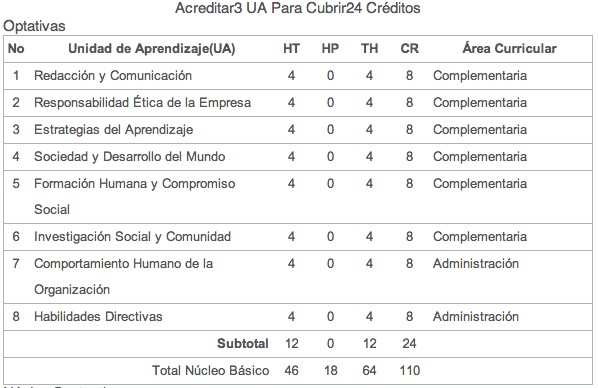 Acreditar3 UA Para Cubrir24 Créditos
Optativas
No Unidad de Aprendizaje(UA) HT HP TH CR Área Curricular
1 Redacción y Comunicación 4 0 4 8 Complementaria
2 Responsabilidad Ética de la Empresa 4 0 4 8 Complementaria
3 Estrategias del Aprendizaje 4 0 4 8 Complementaria
4 Sociedad y Desarrollo del Mundo 4 0 4 8 Complementaria
5 Formación Humana y Compromiso 4 0 4 8 Complementaria
Social
6 Investigación Social y Comunidad 4 0 4 8 Complementaria
7 Comportamiento Humano de la 4 0 4 8 Administración
Organización
8 Habilidades Directivas 4 0 4 8 Administración
Subtotal 12 0 12 24
Total Núcleo Básico 46 18 64 110